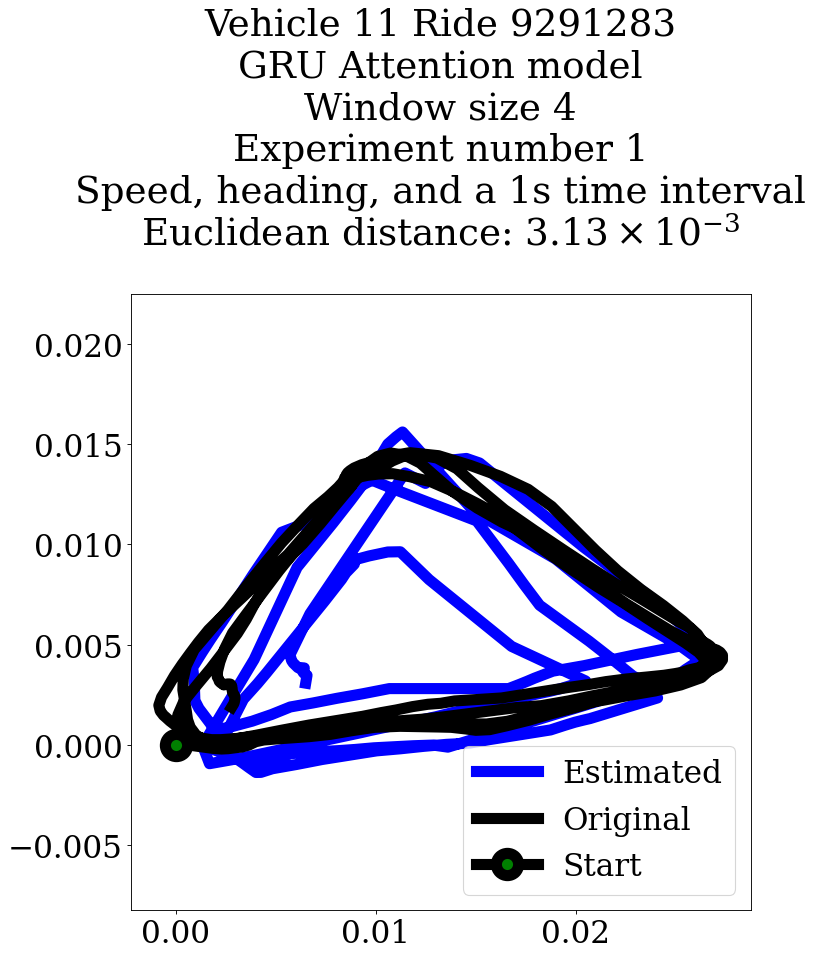 Vehicle 11 Ride 9291283
GRU Attention model
Window size 4
Experiment number 1
Speed, heading, and a 1s time interval
Euclidean distance: 3.13 × 10⁻³
0.020
0.015
0.010
0.005
0.000
−0.005
0.00
0.01
0.02
Estimated
Original
Start